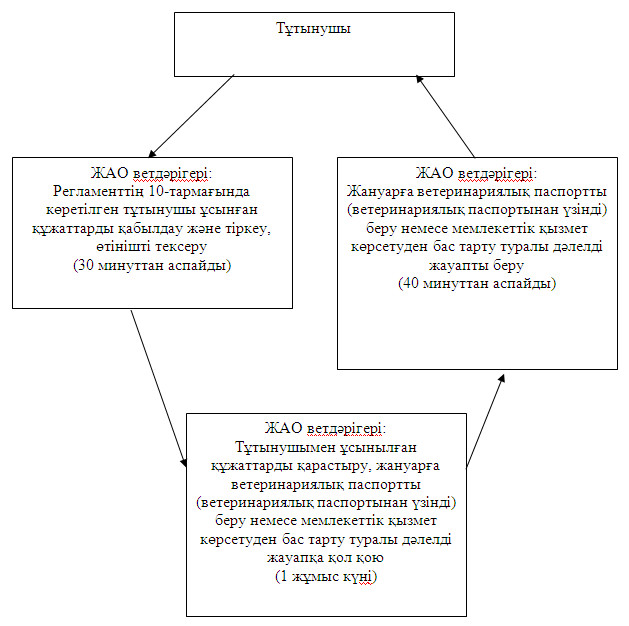 Тұтынушы
ЖАО ветдәрігері:
Регламенттің 10-тармағында
көретілген тұтынушы ұсынған
құжаттарды қабылдау және тіркеу,
өтінішті тексеру
(30 минуттан аспайды)
ЖАО ветдәрігері:
Жануарға ветеринариялық паспортты
(ветеринариялық паспортынан үзінді)
беру немесе мемлекеттік қызмет
көрсетуден бас тарту туралы дәлелді
жауапты беру
(40 минуттан аспайды)
ЖАО ветдәрігері:
Тұтынушымен ұсынылған
құжаттарды қарастыру, жануарға
ветеринариялық паспортты
(ветеринариялық паспортынан үзінді)
беру немесе мемлекеттік қызмет
көрсетуден бас тарту туралы дәлелді
жауапқа қол қою
(1 жұмыс күні)